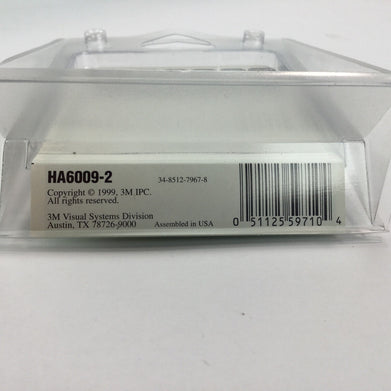 HA6009-2 34-8512-7967-8
Copyright © 1999, 3M IPC.
All rights reserved.
3M Visual Systems Division
Austin, TX 78726-9000 Assembled in USA
0 51125 59710 4